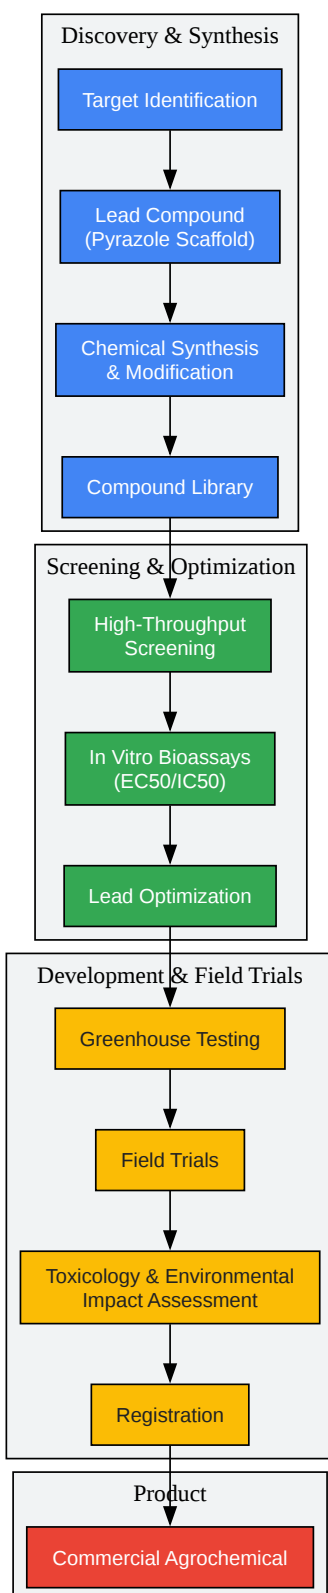 Discovery & Synthesis
Target Identification
Lead Compound
(Pyrazole Scaffold)
Chemical Synthesis
& Modification
Compound Library
Screening & Optimization
High-Throughput
Screening
In Vitro Bioassays
(EC50/IC50)
Lead Optimization
Development & Field Trials
Greenhouse Testing
Field Trials
Toxicology & Environmental
Impact Assessment
Registration
Product
Commercial Agrochemical